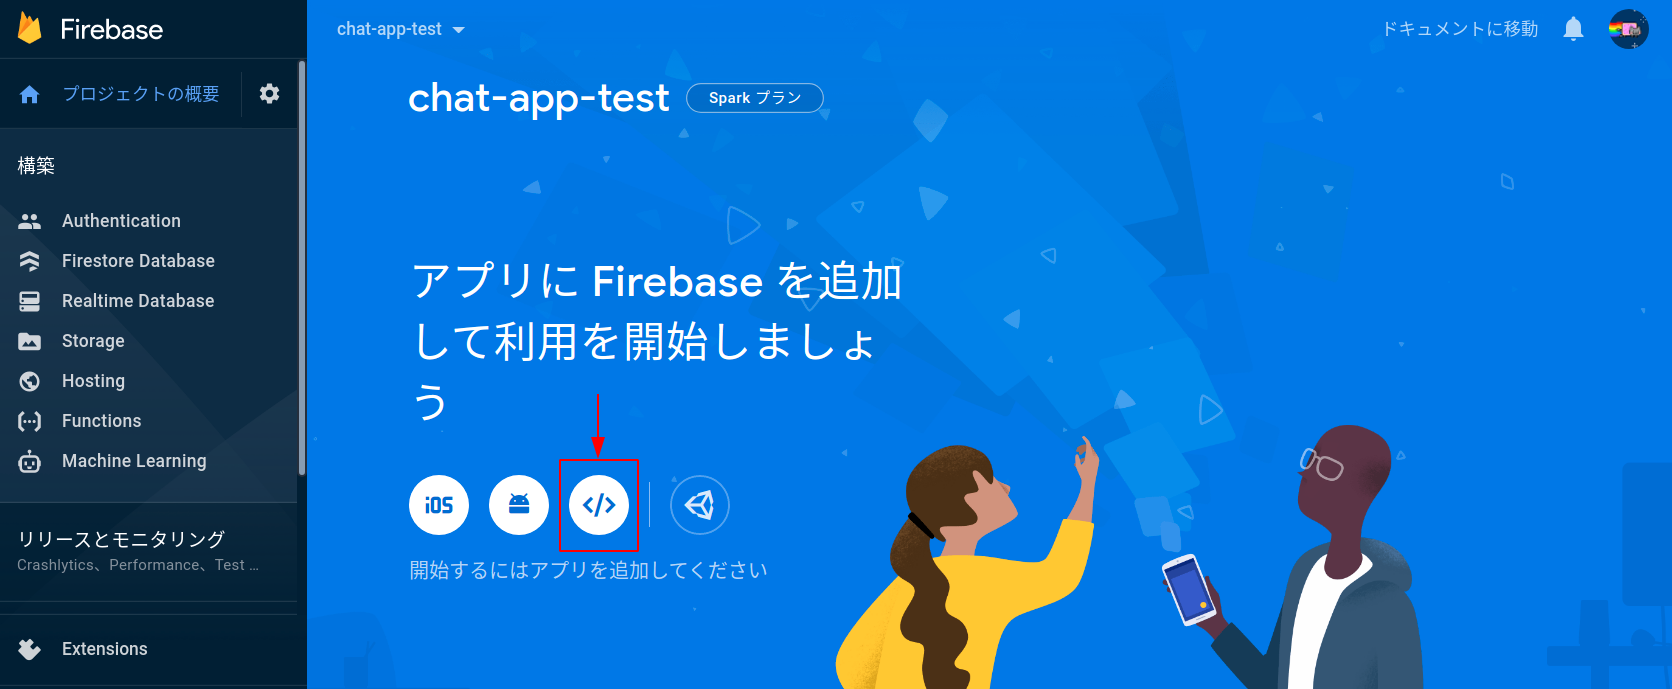 Firebase
プロジェクトの概要
構築
Authentication
Firestore Database
Realtime Database
Storage
Hosting
Functions
Machine Learning
リリースとモニタリング
Crashlytics、Performance、Test ...
Extensions
chat-app-test
ドキュメントに移動
chat-app-test
Spark プラン
アプリに Firebase を追加
して利用を開始しましょ
う
iOS
</>
開始するにはアプリを追加してください